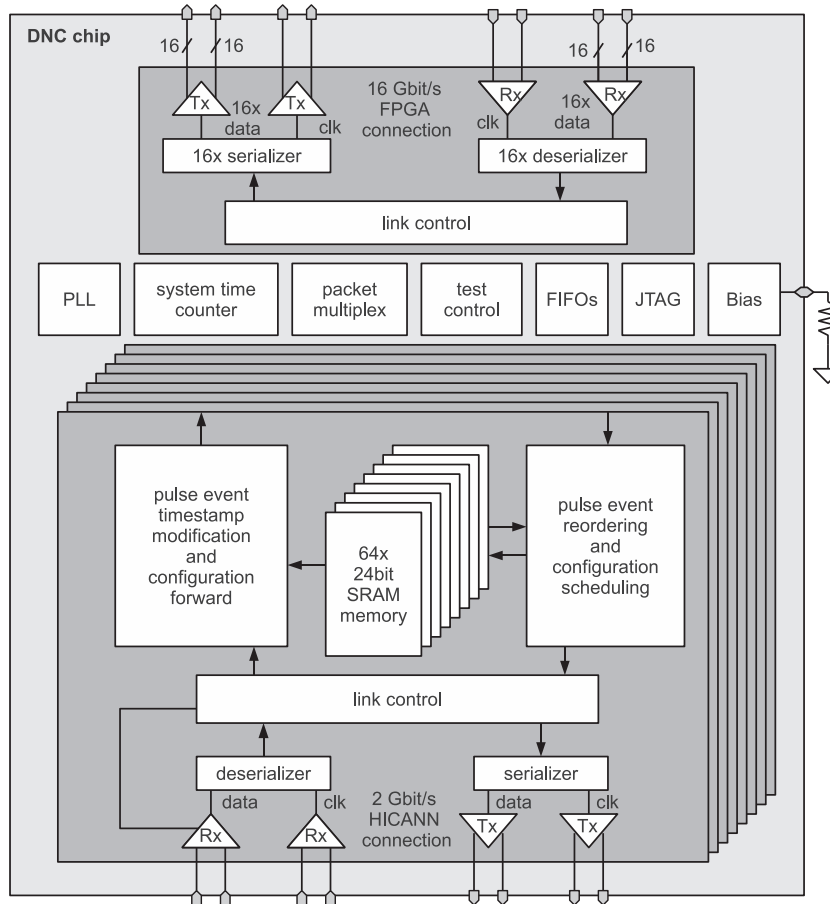 DNC chip
16
16
16
16
Tx
Tx
Rx
Rx
16x
data
clk
16 Gbit/s
FPGA
connection
clk
16x
data
16x serializer
16x deserializer
link control
PLL
system time
counter
packet
multiplex
test
control
FIFOs
JTAG
Bias
pulse event
timestamp
modification
and
configuration
forward
64x
24bit
SRAM
memory
pulse event
reordering
and
configuration
scheduling
link control
deserializer
serializer
data
clk
2 Gbit/s
HICANN
connection
data
clk
Rx
Rx
Tx
Tx